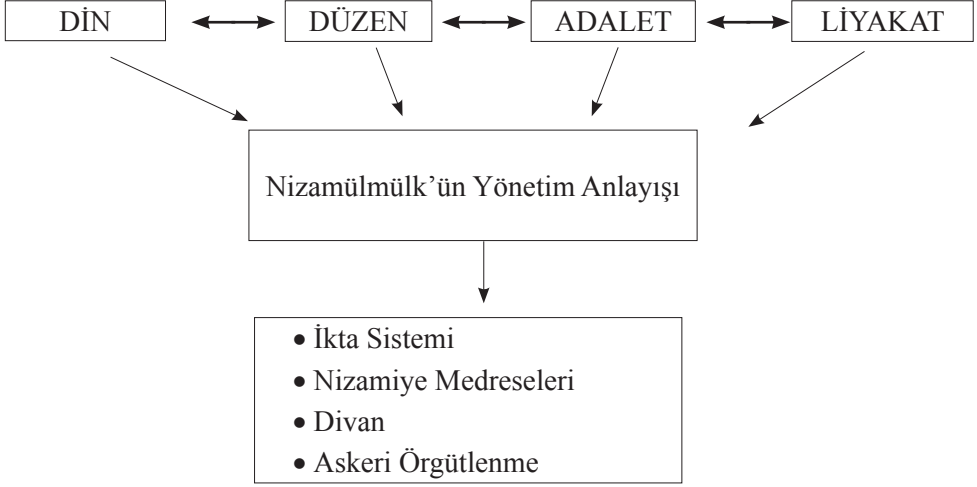 DİN DÜZEN ADALET LİYAKAT
Nizamülmülk’ün Yönetim Anlayışı
• İkta Sistemi
• Nizamiye Medreseleri
• Divan
• Askeri Örgütlenme